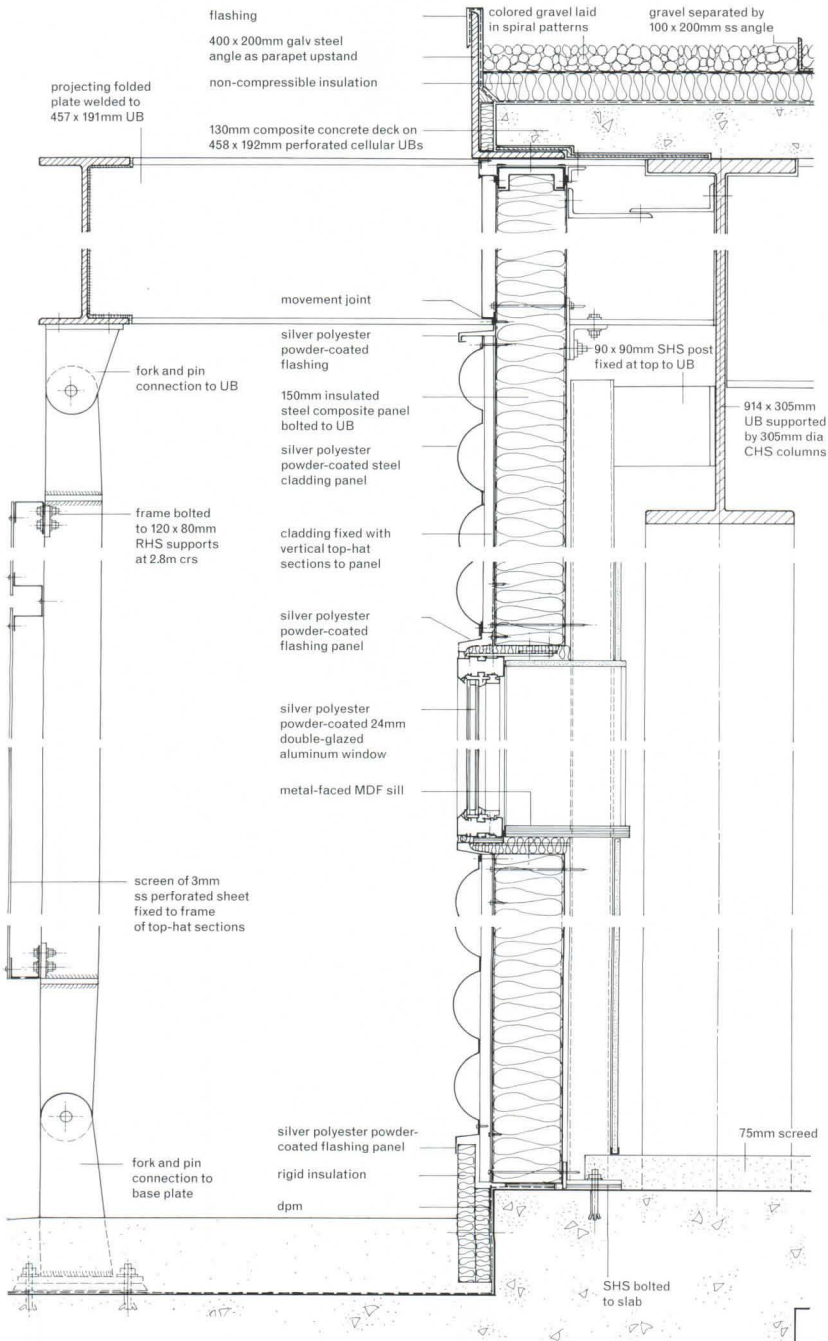 flashing
400 x 200mm galv steel
angle as parapet upstand
non-compressible insulation
130mm composite concrete deck on
458 x 192mm perforated cellular UBs
colored gravel laid
in spiral patterns
gravel separated by
100 x 200mm ss angle
projecting folded
plate welded to
457 x 191mm UB
movement joint
silver polyester
powder-coated
flashing
fork and pin
connection to UB
150mm insulated
steel composite panel
bolted to UB
silver polyester
powder-coated steel
cladding panel
90 x 90mm SHS post
fixed at top to UB
914 x 305mm
UB supported
by 305mm dia
CHS columns
frame bolted
to 120 x 80mm
RHS supports
at 2.8m crs
cladding fixed with
vertical top-hat
sections to panel
silver polyester
powder-coated
flashing panel
silver polyester
powder-coated 24mm
double-glazed
aluminum window
metal-faced MDF sill
screen of 3mm
ss perforated sheet
fixed to frame
of top-hat sections
silver polyester powder-
coated flashing panel
rigid insulation
dpm
fork and pin
connection to
base plate
75mm screed
SHS bolted
to slab